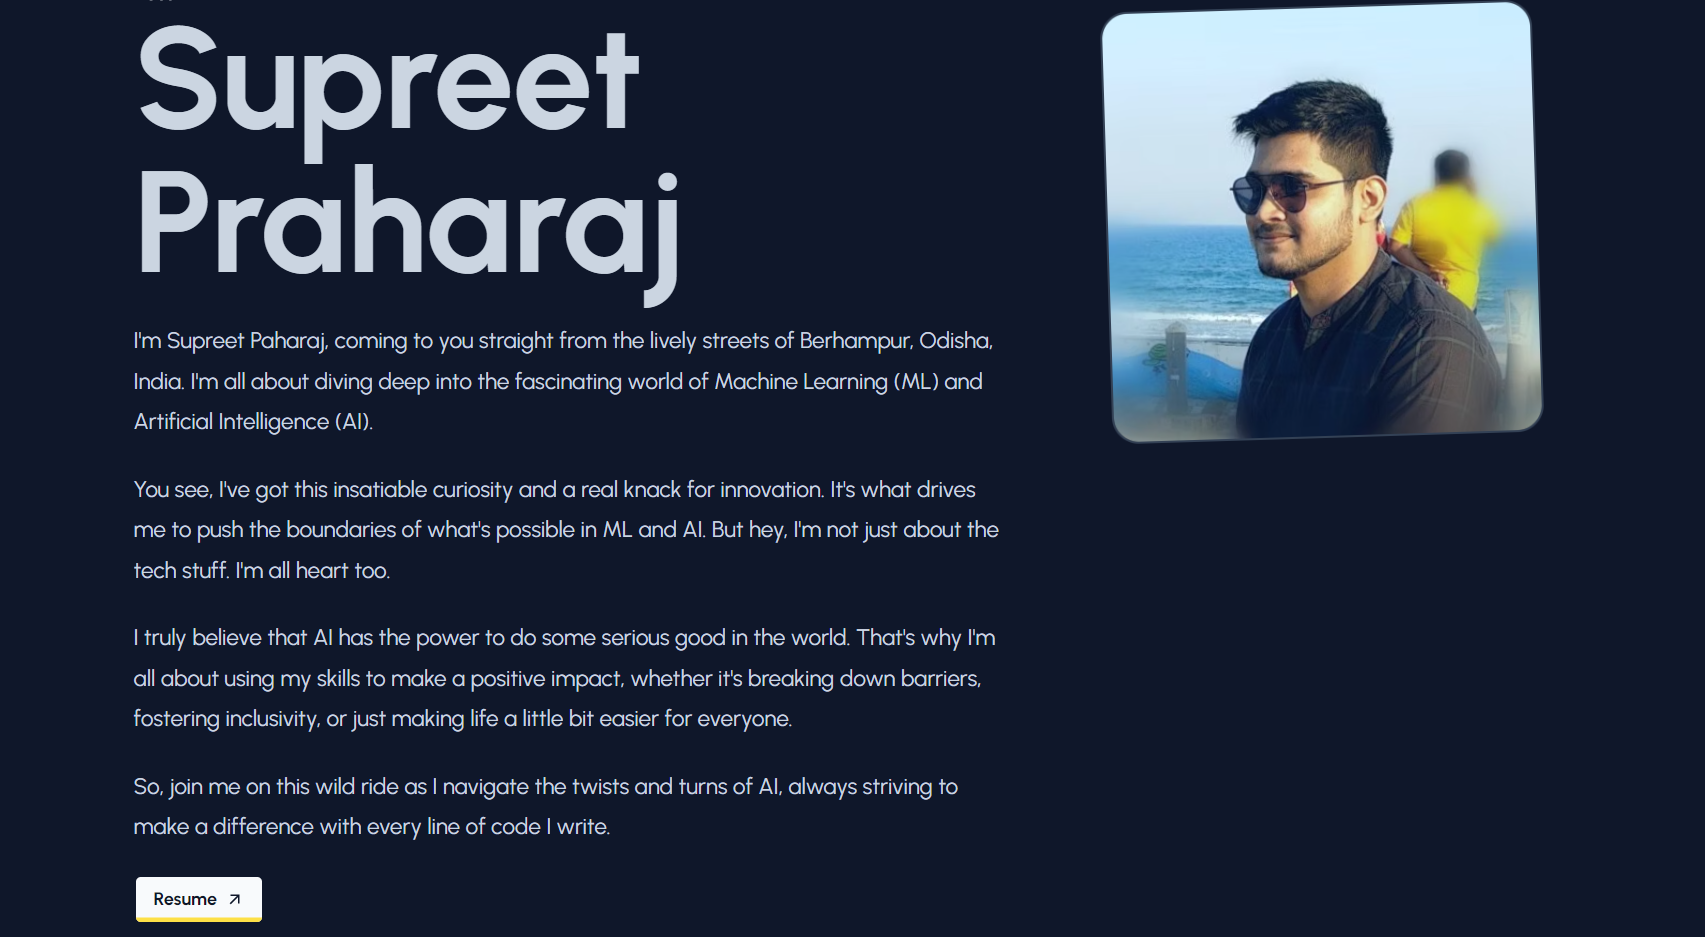 Supreet
Praharaj
I'm Supreet Paharaj, coming to you straight from the lively streets of Berhampur, Odisha,
India. I'm all about diving deep into the fascinating world of Machine Learning (ML) and
Artificial Intelligence (AI).
You see, I've got this insatiable curiosity and a real knack for innovation. It's what drives
me to push the boundaries of what's possible in ML and AI. But hey, I'm not just about the
tech stuff. I'm all heart too.
I truly believe that AI has the power to do some serious good in the world. That's why I'm
all about using my skills to make a positive impact, whether it's breaking down barriers,
fostering inclusivity, or just making life a little bit easier for everyone.
So, join me on this wild ride as I navigate the twists and turns of AI, always striving to
make a difference with every line of code I write.
Resume